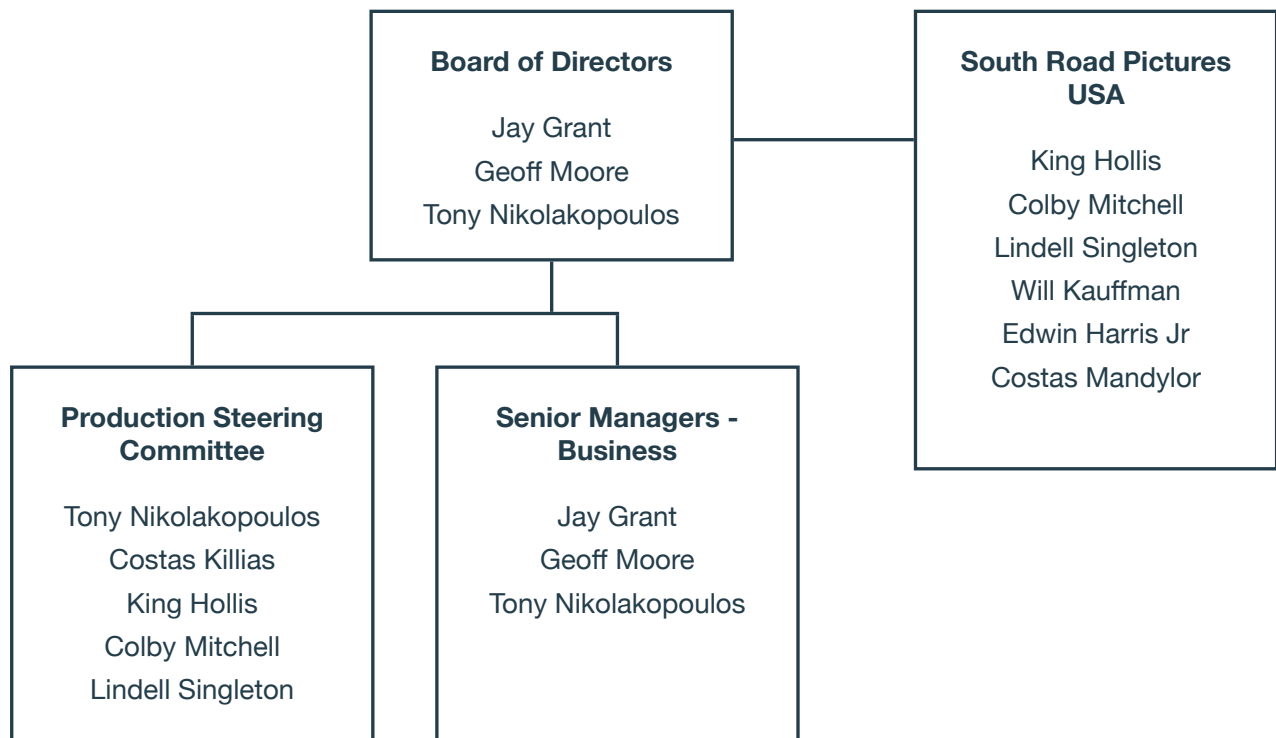 Board of Directors
Jay Grant
Geoff Moore
Tony Nikolakopoulos
South Road Pictures
USA
King Hollis
Colby Mitchell
Lindell Singleton
Will Kauffman
Edwin Harris Jr
Costas Mandylor
Production Steering
Committee
Tony Nikolakopoulos
Costas Killias
King Hollis
Colby Mitchell
Lindell Singleton
Senior Managers -
Business
Jay Grant
Geoff Moore
Tony Nikolakopoulos